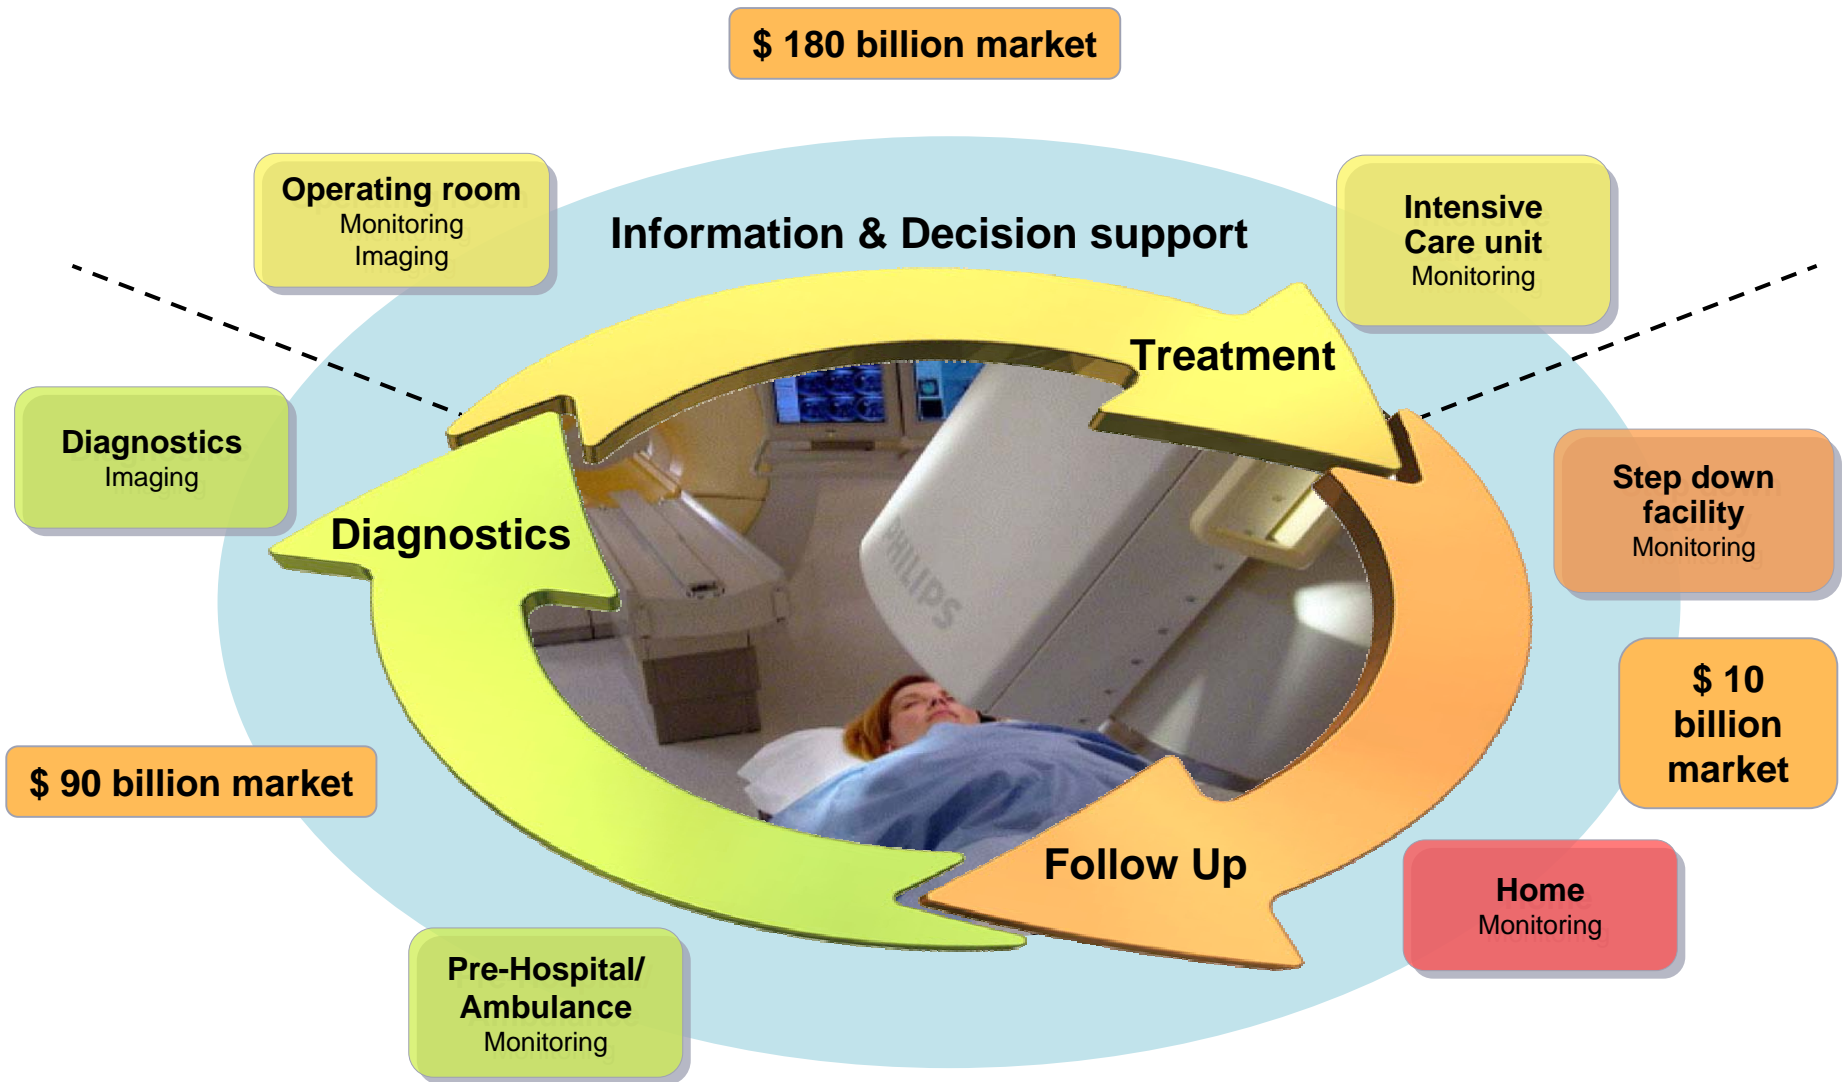 $ 180 billion market
Operating room
Monitoring
Imaging
Information & Decision support
Intensive
Care unit
Monitoring
Treatment
Diagnostics
Imaging
Diagnostics
Step down
facility
Monitoring
PHILIPS
$ 10
billion
market
$ 90 billion market
Follow Up
Home
Monitoring
Pre-Hospital/
Ambulance
Monitoring